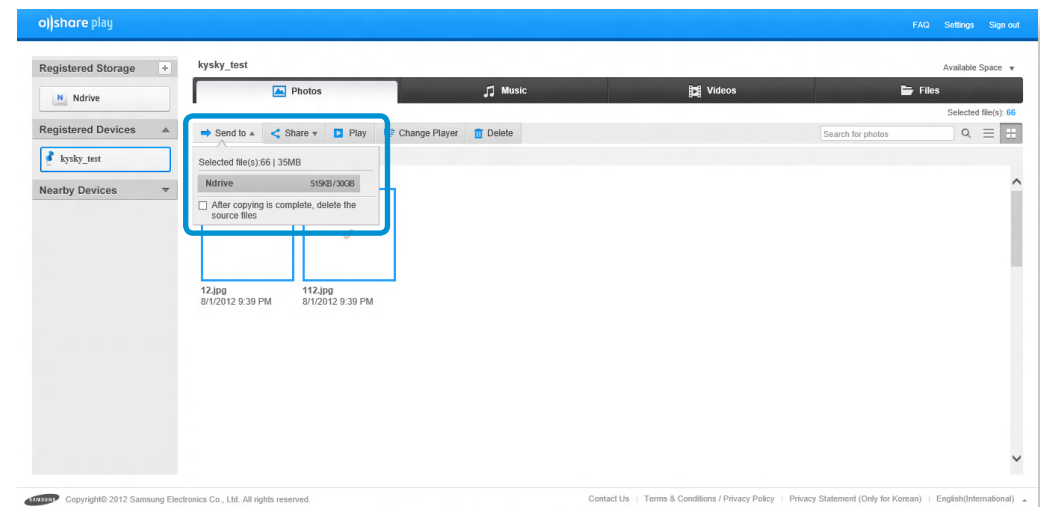 allshare play
FAQ Settings Sign out
Registered Storage +
N Ndrive
Registered Devices
kysky_test
Nearby Devices
kysky_test
Available Space
Photos Music Videos Files
Selected file(s): 66
Send to Share Play Change Player Delete
Search for photos
Selected file(s):66 | 35MB
Ndrive 515KB/30GB
After copying is complete, delete the
source files
12.jpg
8/1/2012 9:39 PM
112.jpg
8/1/2012 9:39 PM
SAMSUNG Copyright© 2012 Samsung Electronics Co., Ltd. All rights reserved.
Contact Us | Terms & Conditions / Privacy Policy | Privacy Statement (Only for Korean) | English(International)